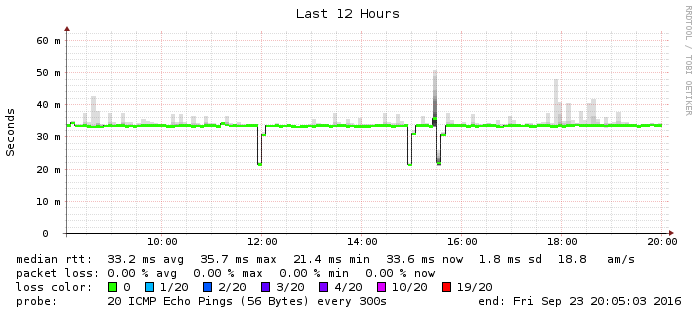 Last 12 Hours
RRDTOOL / TOBI OETIKER
Seconds
60 m
50 m
40 m
30 m
20 m
10 m
0
10:00 12:00 14:00 16:00 18:00 20:00
median rtt: 33.2 ms avg 35.7 ms max 21.4 ms min 33.6 ms now 1.8 ms sd 18.8 am/s
packet loss: 0.00 % avg 0.00 % max 0.00 % min 0.00 % now
loss color: 0 1/20 2/20 3/20 4/20 10/20 19/20
probe: 20 ICMP Echo Pings (56 Bytes) every 300s end: Fri Sep 23 20:05:03 2016